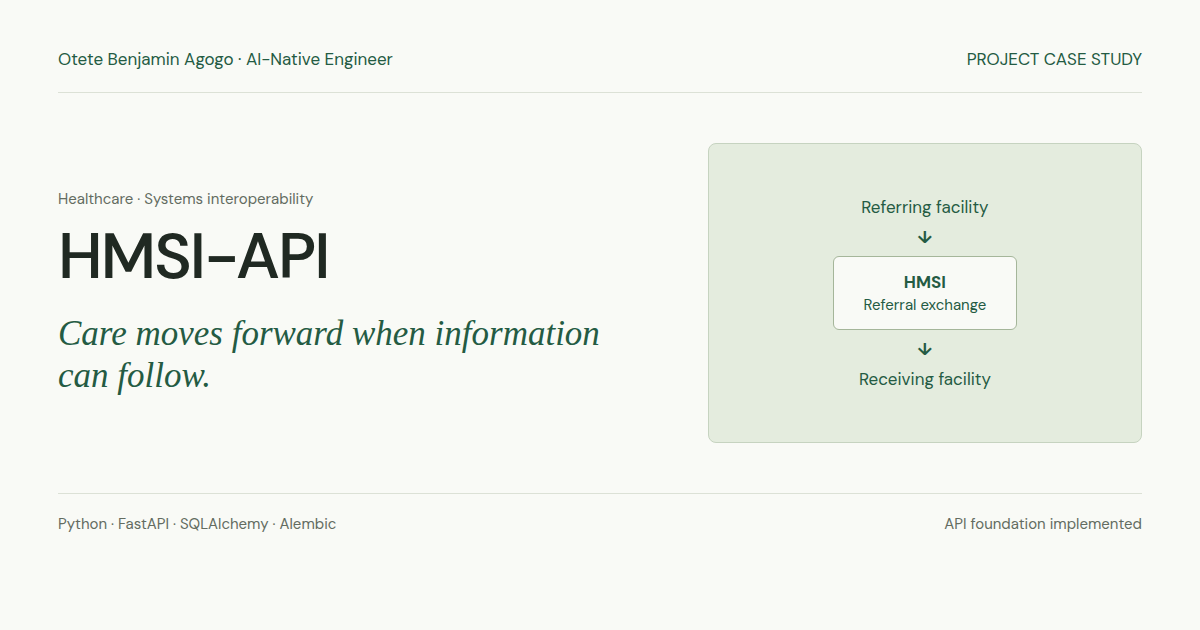 Otete Benjamin Agogo · AI-Native Engineer
PROJECT CASE STUDY
Healthcare · Systems interoperability
HMSI-API
Care moves forward when information
can follow.
Referring facility
↓
HMSI
Referral exchange
↓
Receiving facility
Python · FastAPI · SQLAlchemy · Alembic
API foundation implemented